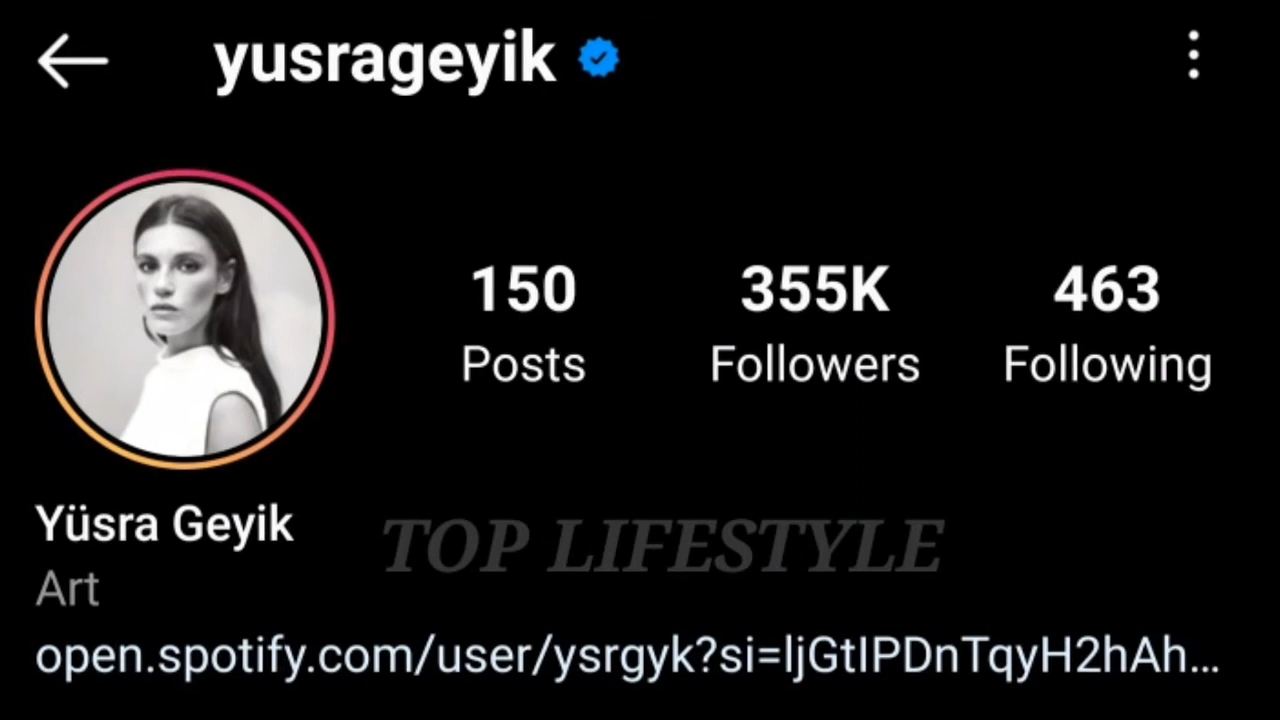 yusrageyik
150 355K 463
Posts Followers Following
Yüsra Geyik
TOP LIFESTYLE
Art
open.spotify.com/user/ysrgyk?si=ljGtIPDnTqyH2hAh...